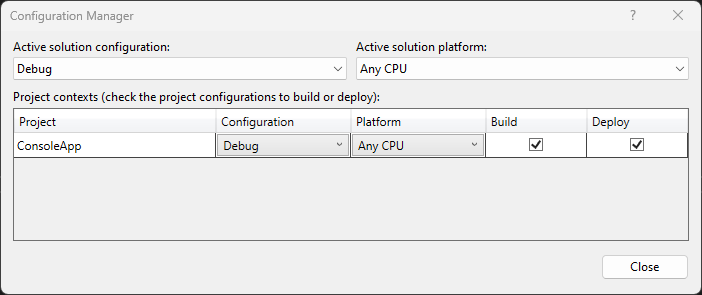 Configuration Manager
Active solution configuration: Active solution platform:
Debug Any CPU
Project contexts (check the project configurations to build or deploy):
Project Configuration Platform Build Deploy
ConsoleApp Debug Any CPU
Close